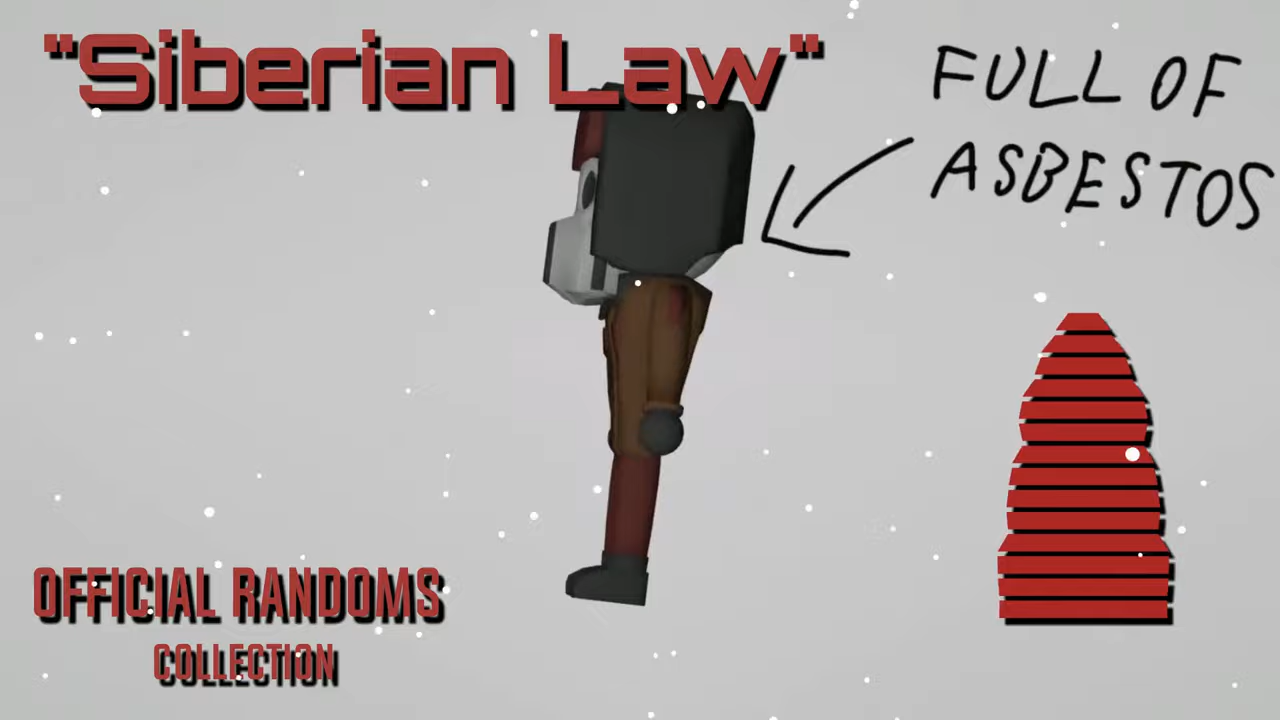 "Siberian Law"
FULL OF
ASBESTOS
OFFICIAL RANDOMS
COLLECTION